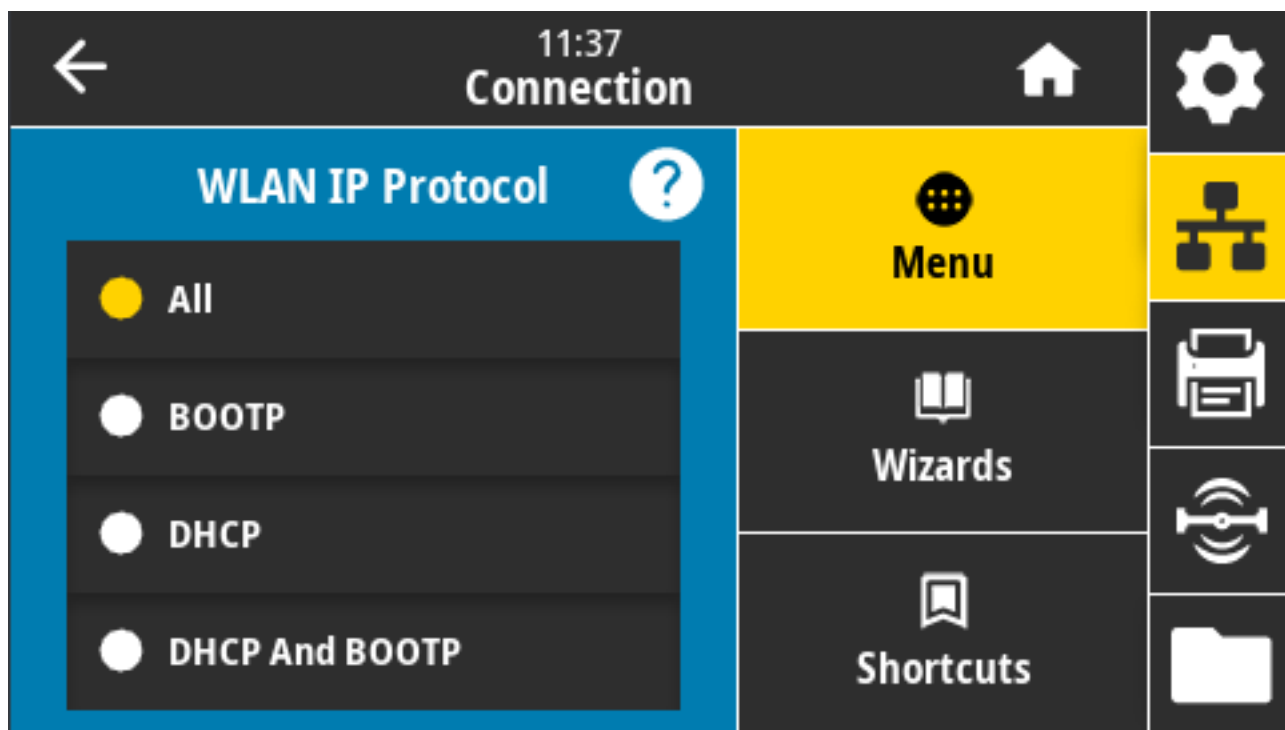 11:37
Connection
WLAN IP Protocol
?
All
BOOTP
DHCP
DHCP And BOOTP
Menu
Wizards
Shortcuts